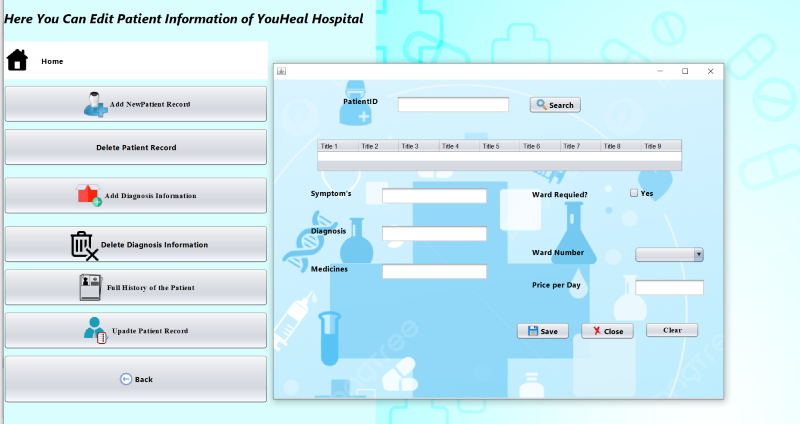 Here You Can Edit Patient Information of YouHeal Hospital
Home
Add NewPatient Record
Delete Patient Record
Add Diagnosis Information
Delete Diagnosis Information
Full History of the Patient
Upadte Patient Record
Back
PatientID
Search
Title 1 Title 2 Title 3 Title 4 Title 5 Title 6 Title 7 Title 8 Title 9
Symptom's
Ward Requied?
Yes
Diagnosis
Ward Number
Medicines
Price per Day
Save
Close
Clear